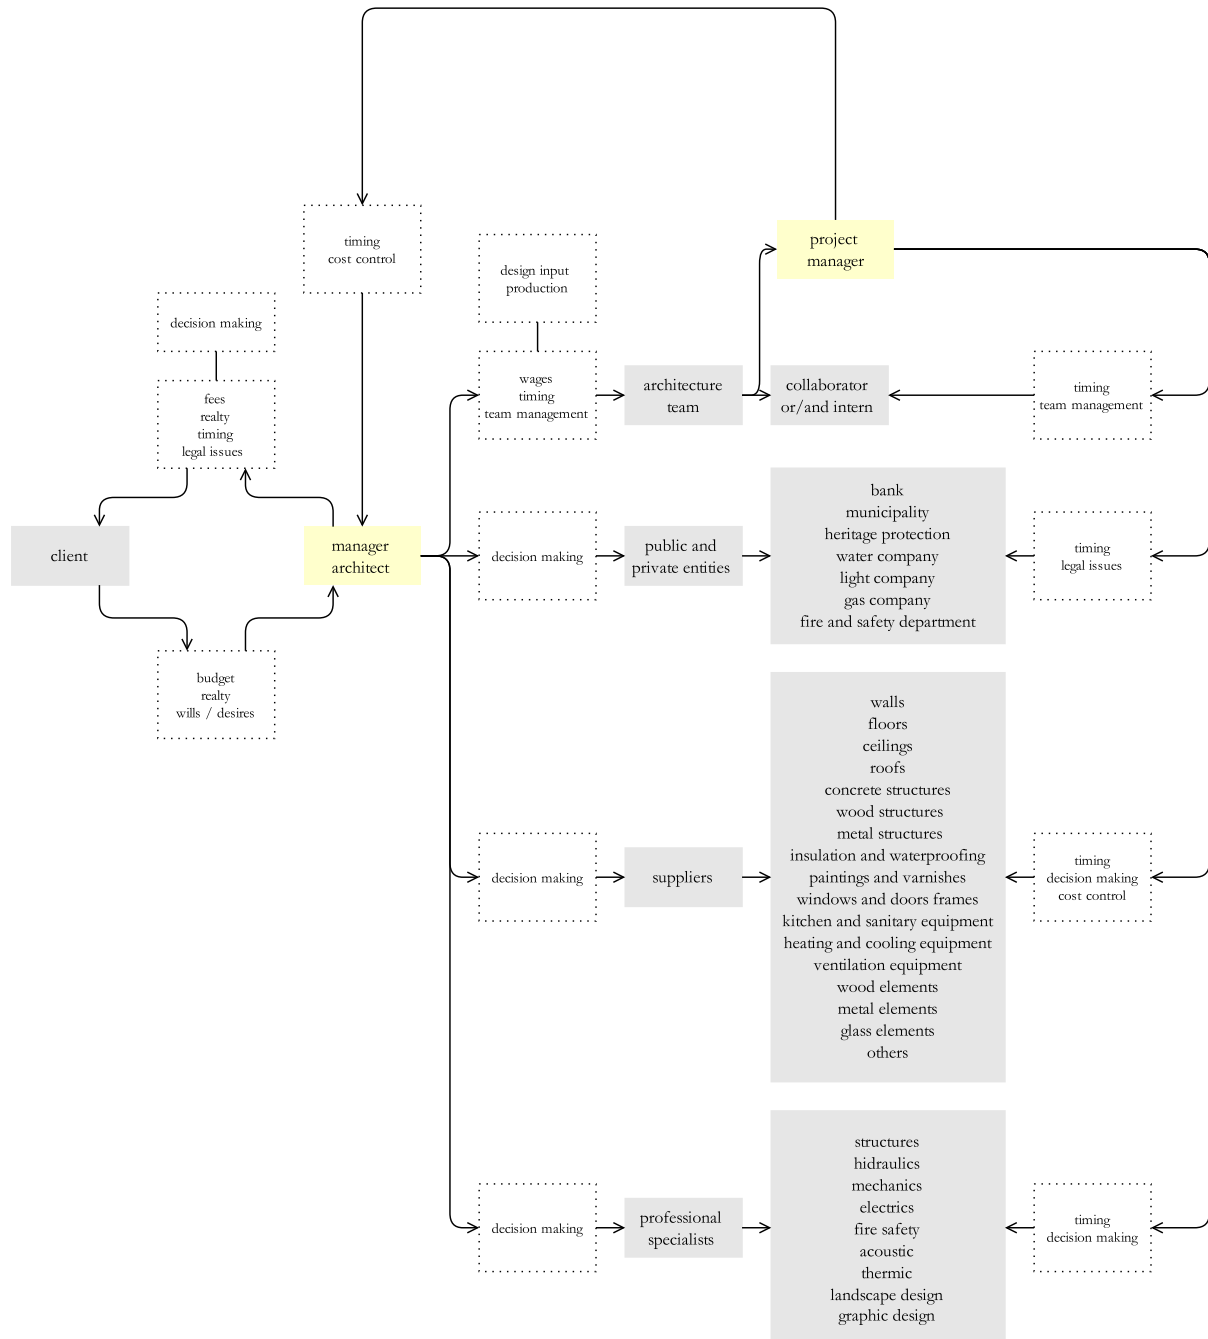 project
manager
timing
cost control
design input
production
decision making
fees
realty
timing
legal issues
wages
timing
team management
architecture
team
collaborator
or/and intern
timing
team management
client
manager
architect
decision making
public and
private entities
bank
municipality
heritage protection
water company
light company
gas company
fire and safety department
timing
legal issues
budget
realty
wills / desires
decision making
suppliers
walls
floors
ceilings
roofs
concrete structures
wood structures
metal structures
insulation and waterproofing
paintings and varnishes
windows and doors frames
kitchen and sanitary equipment
heating and cooling equipment
ventilation equipment
wood elements
metal elements
glass elements
others
timing
decision making
cost control
decision making
professional
specialists
structures
hidraulics
mechanics
electrics
fire safety
acoustic
thermic
landscape design
graphic design
timing
decision making